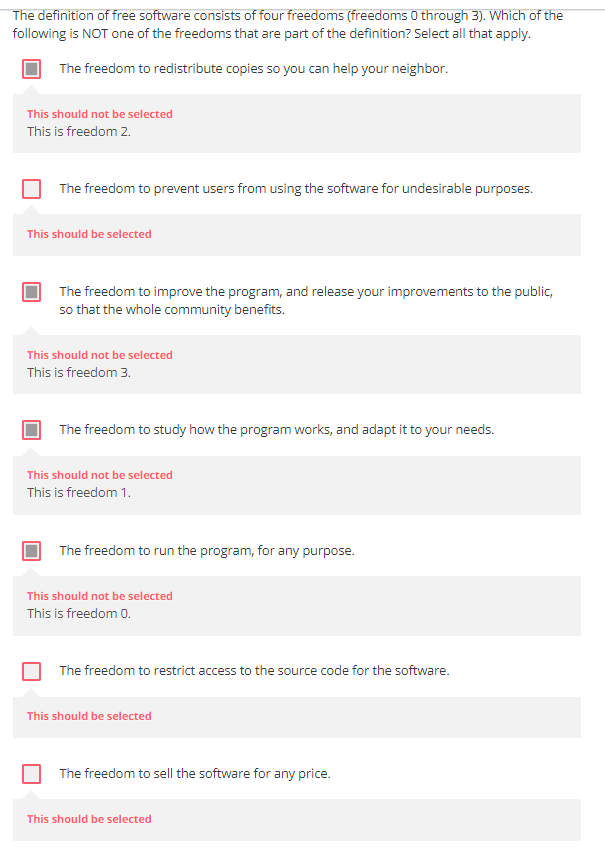 The definition of free software consists of four freedoms (freedoms 0 through 3). Which of the
following is NOT one of the freedoms that are part of the definition? Select all that apply.
The freedom to redistribute copies so you can help your neighbor.
This should not be selected
This is freedom 2.
The freedom to prevent users from using the software for undesirable purposes.
This should be selected
The freedom to improve the program, and release your improvements to the public,
so that the whole community benefits.
This should not be selected
This is freedom 3.
The freedom to study how the program works, and adapt it to your needs.
This should not be selected
This is freedom 1.
The freedom to run the program, for any purpose.
This should not be selected
This is freedom 0.
The freedom to restrict access to the source code for the software.
This should be selected
The freedom to sell the software for any price.
This should be selected